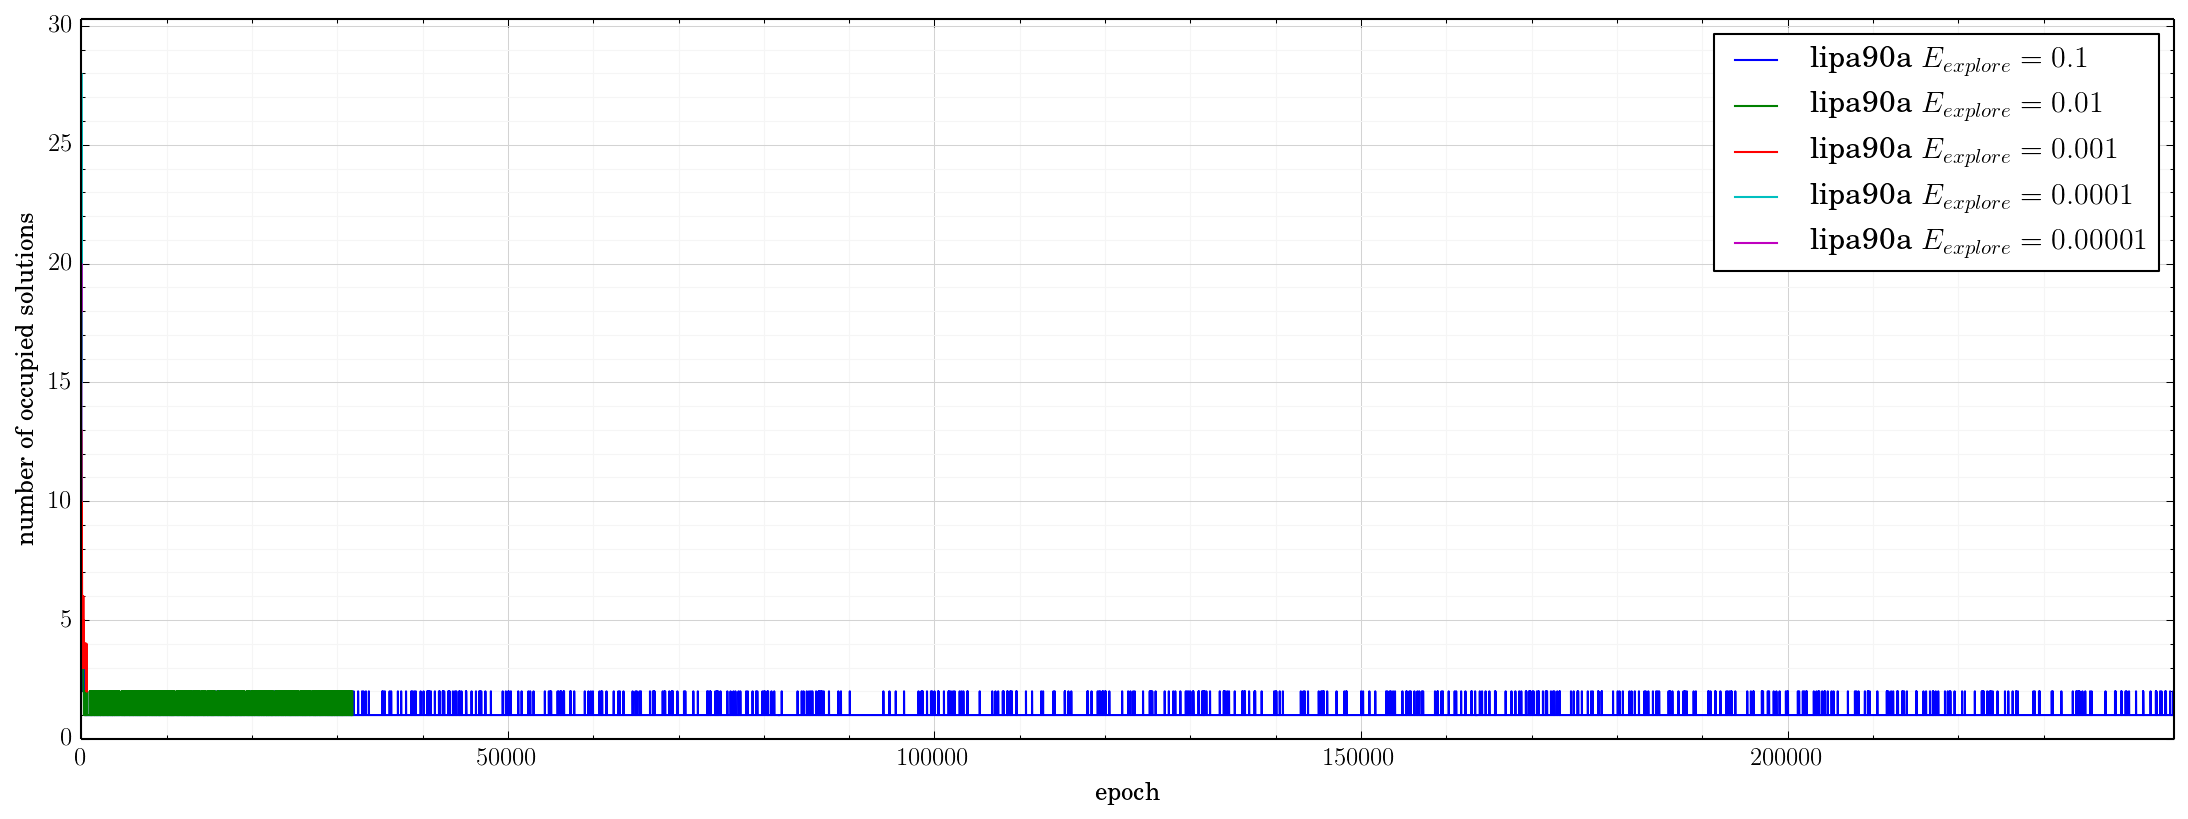 30
25
20
15
10
5
0
number of occupied solutions
0 50000 100000 150000 200000
epoch
lipa90a E_explore = 0.1
lipa90a E_explore = 0.01
lipa90a E_explore = 0.001
lipa90a E_explore = 0.0001
lipa90a E_explore = 0.00001